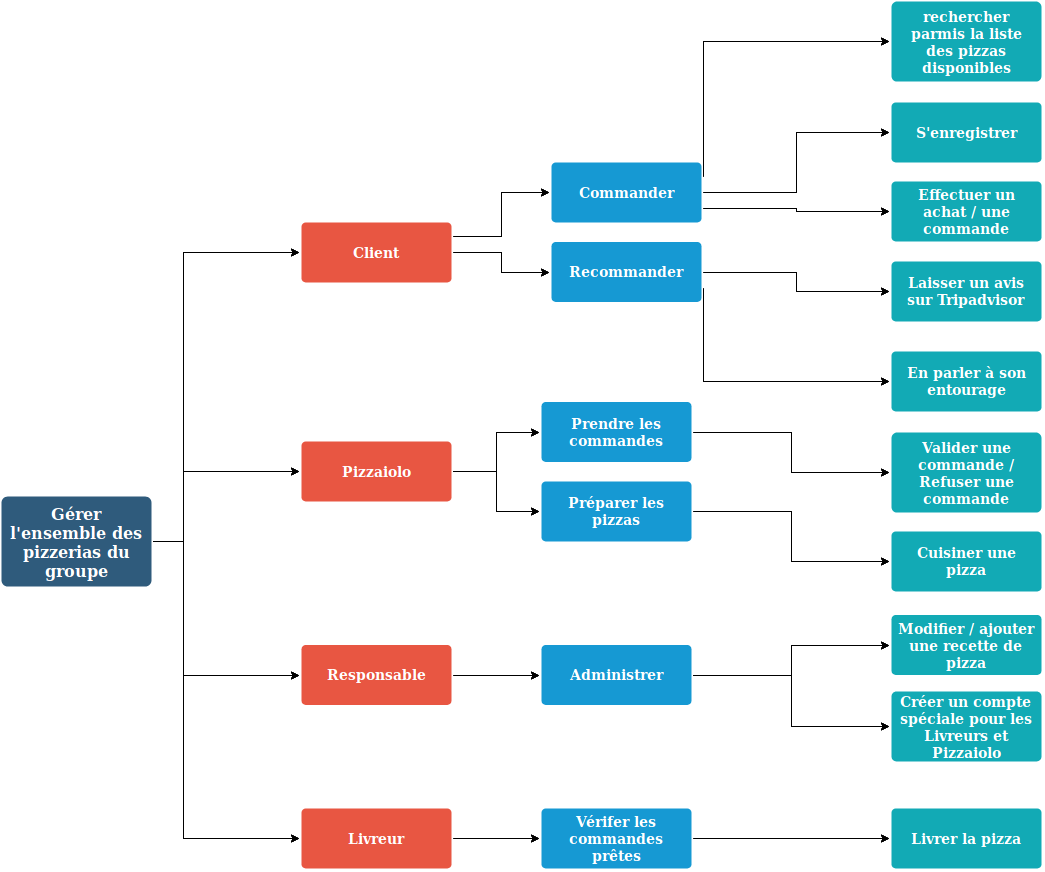 rechercher
parmis la liste
des pizzas
disponibles
S'enregistrer
Commander
Effectuer un
achat / une
commande
Client
Recommander
Laisser un avis
sur Tripadvisor
En parler à son
entourage
Prendre les
commandes
Valider une
commande /
Refuser une
commande
Pizzaiolo
Préparer les
pizzas
Gérer
l'ensemble des
pizzerias du
groupe
Cuisiner une
pizza
Modifier / ajouter
une recette de
pizza
Responsable
Administrer
Créer un compte
spéciale pour les
Livreurs et
Pizzaiolo
Livreur
Vérifer les
commandes
prêtes
Livrer la pizza